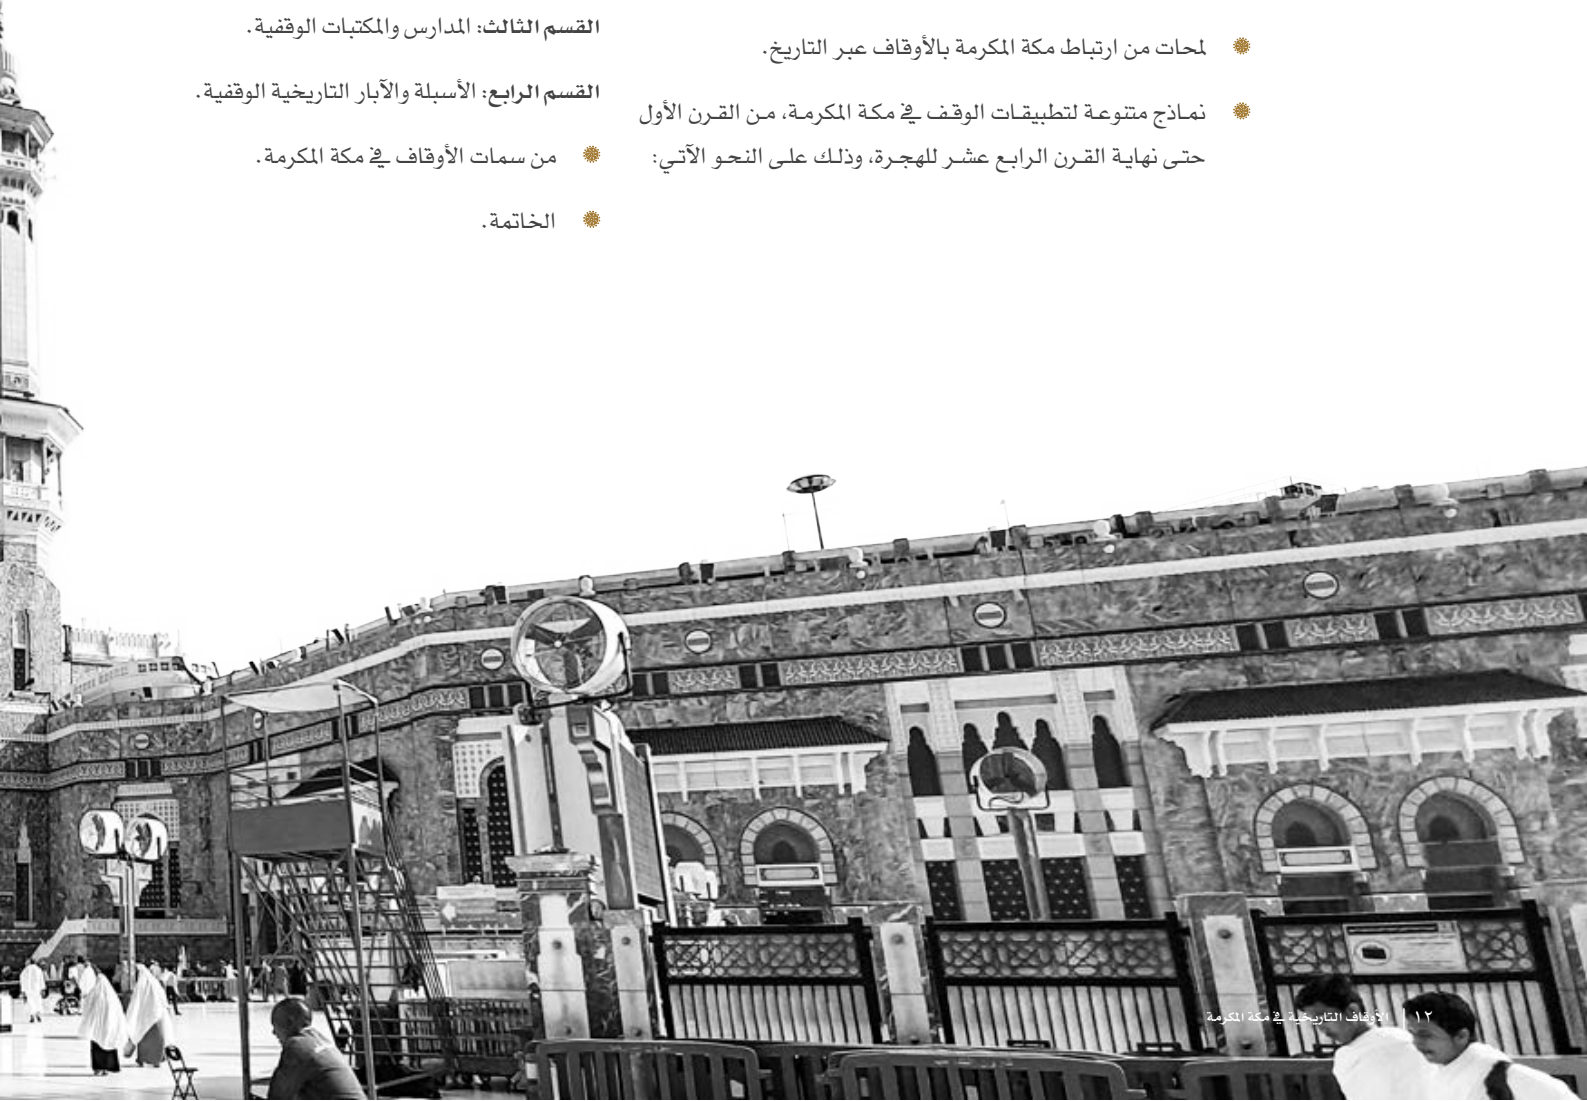 لمحات من ارتباط مكة المكرمة بالأوقاف عبر التاريخ.
نماذج متنوعة لتطبيقات الوقف في مكة المكرمة، من القرن الأول
حتى نهاية القرن الرابع عشر للهجرة، وذلك على النحو الآتي:
القسم الثالث: المدارس والمكتبات الوقفية.
القسم الرابع: الأسبلة والآبار التاريخية الوقفية.
من سمات الأوقاف في مكة المكرمة.
الخاتمة.
١٢ | الأوقاف التاريخية في مكة المكرمة